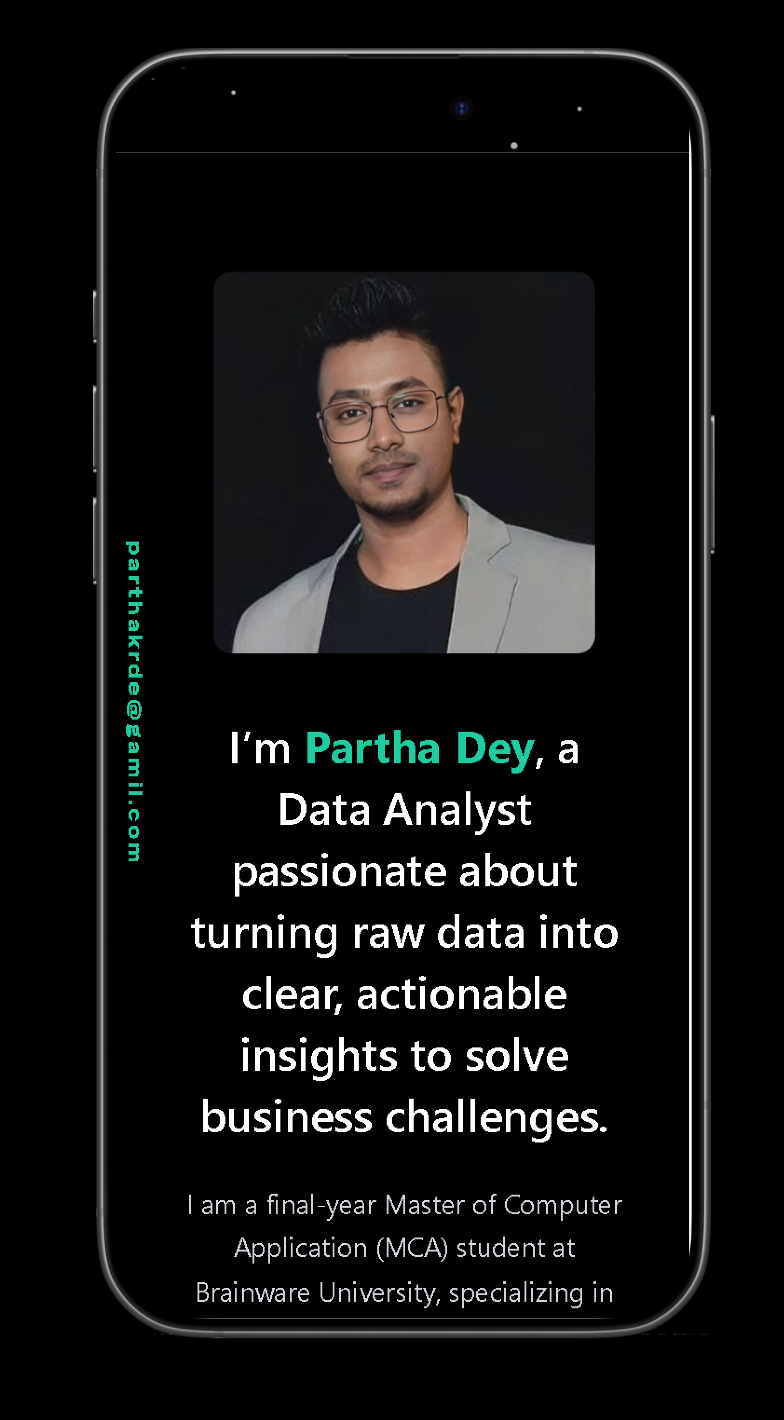 parthakrde@gamil.com
I’m Partha Dey, a
Data Analyst
passionate about
turning raw data into
clear, actionable
insights to solve
business challenges.
I am a final-year Master of Computer
Application (MCA) student at
Brainware University, specializing in